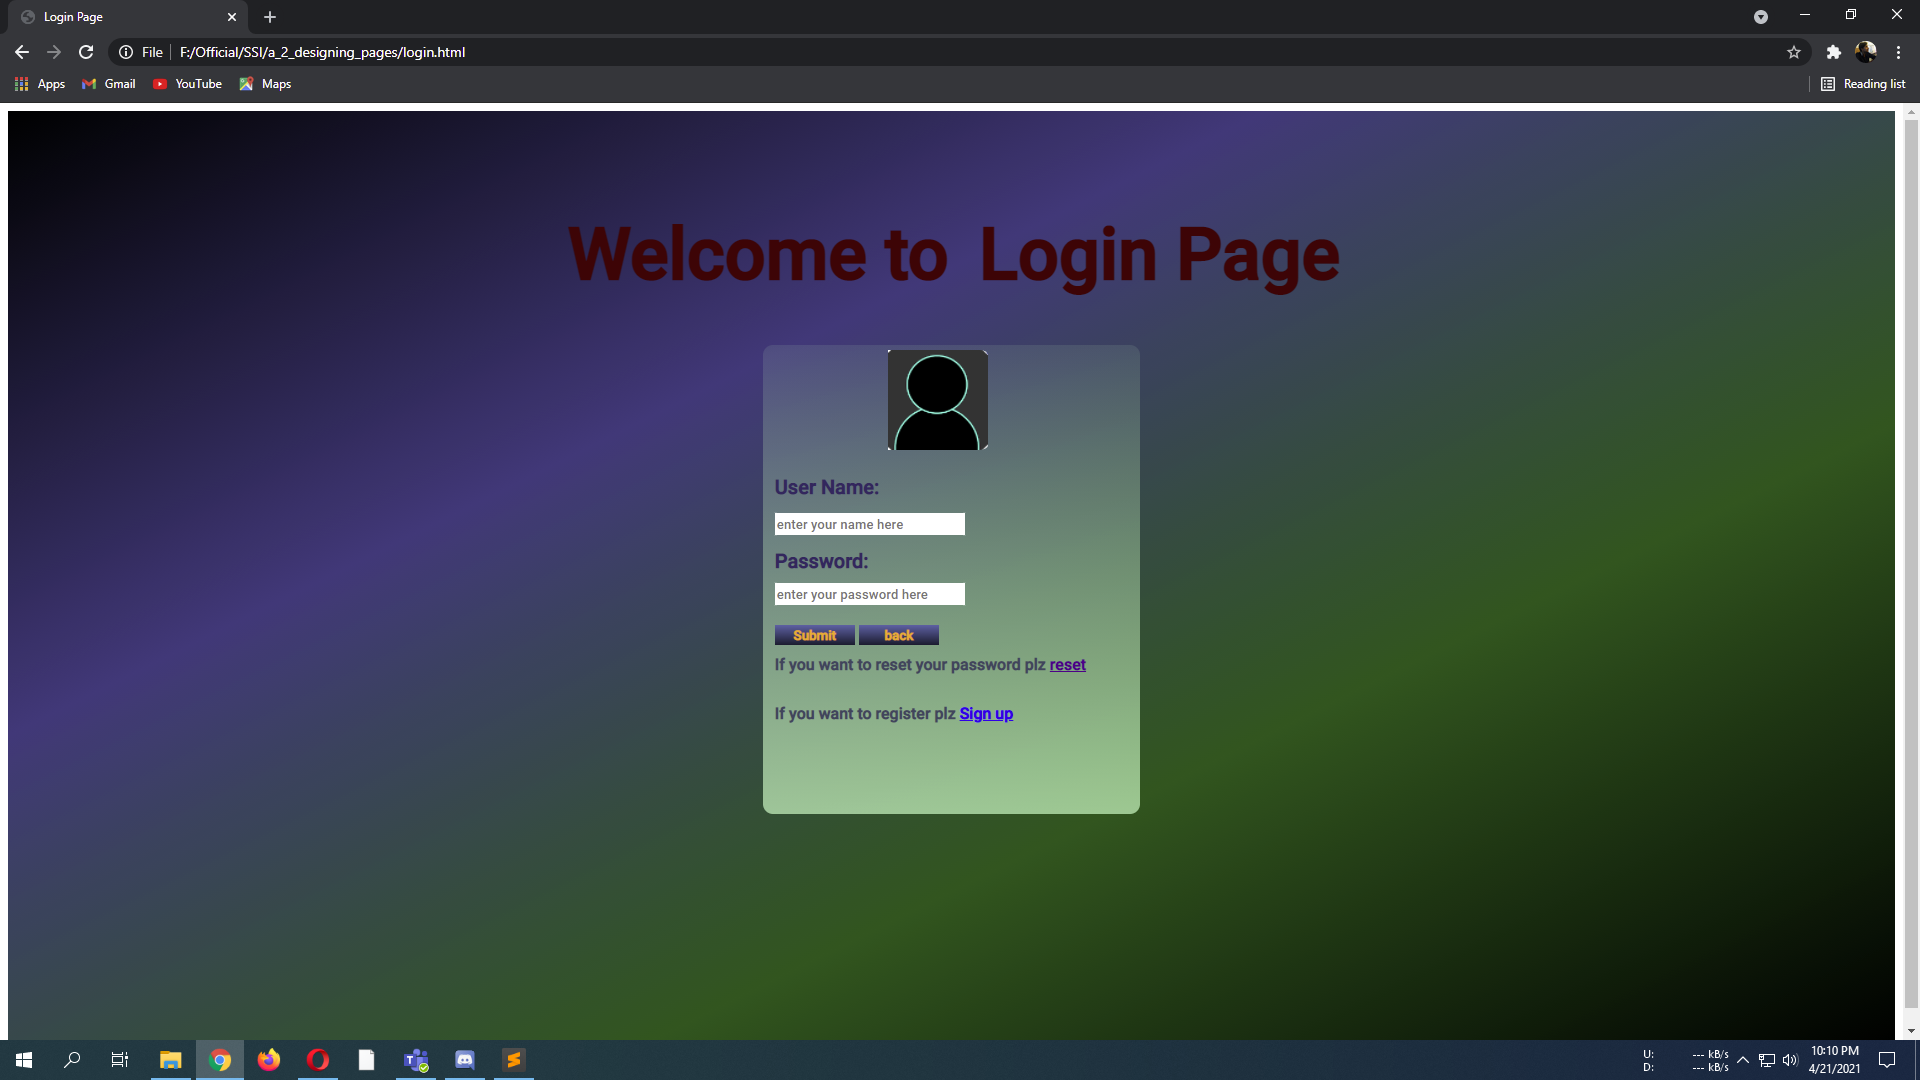 Login Page
File F:/Official/SSI/a_2_designing_pages/login.html
Apps Gmail YouTube Maps Reading list
Welcome to Login Page
User Name:
enter your name here
Password:
enter your password here
Submit back
If you want to reset your password plz reset
If you want to register plz Sign up
U: --- kB/s
D: --- kB/s
10:10 PM
4/21/2021